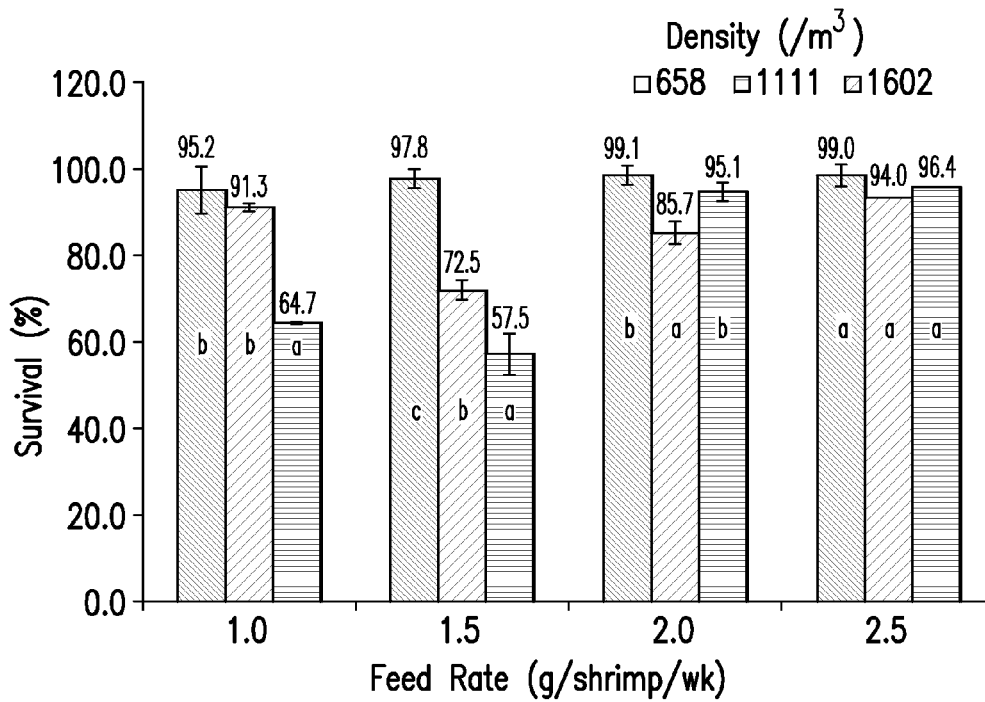 Density (/m³)
658 1111 1602
120.0
100.0
80.0
60.0
40.0
20.0
0.0
Survival (%)
95.2
91.3
64.7
97.8
72.5
57.5
99.1
85.7
95.1
99.0
94.0
96.4
b b a
c b a
b a b
a a a
1.0 1.5 2.0 2.5
Feed Rate (g/shrimp/wk)